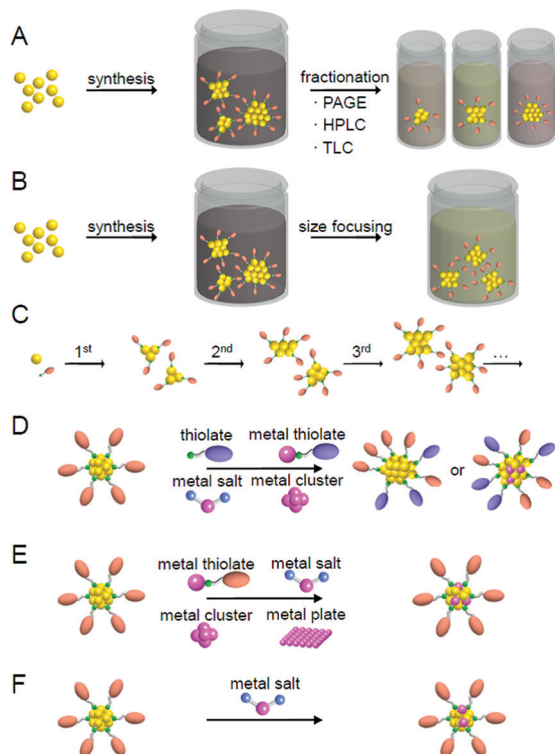 A
synthesis
fractionation
· PAGE
· HPLC
· TLC
B
synthesis
size focusing
C
1st
2nd
3rd
...
D
thiolate
metal thiolate
metal salt
metal cluster
or
E
metal thiolate
metal salt
metal cluster
metal plate
F
metal salt